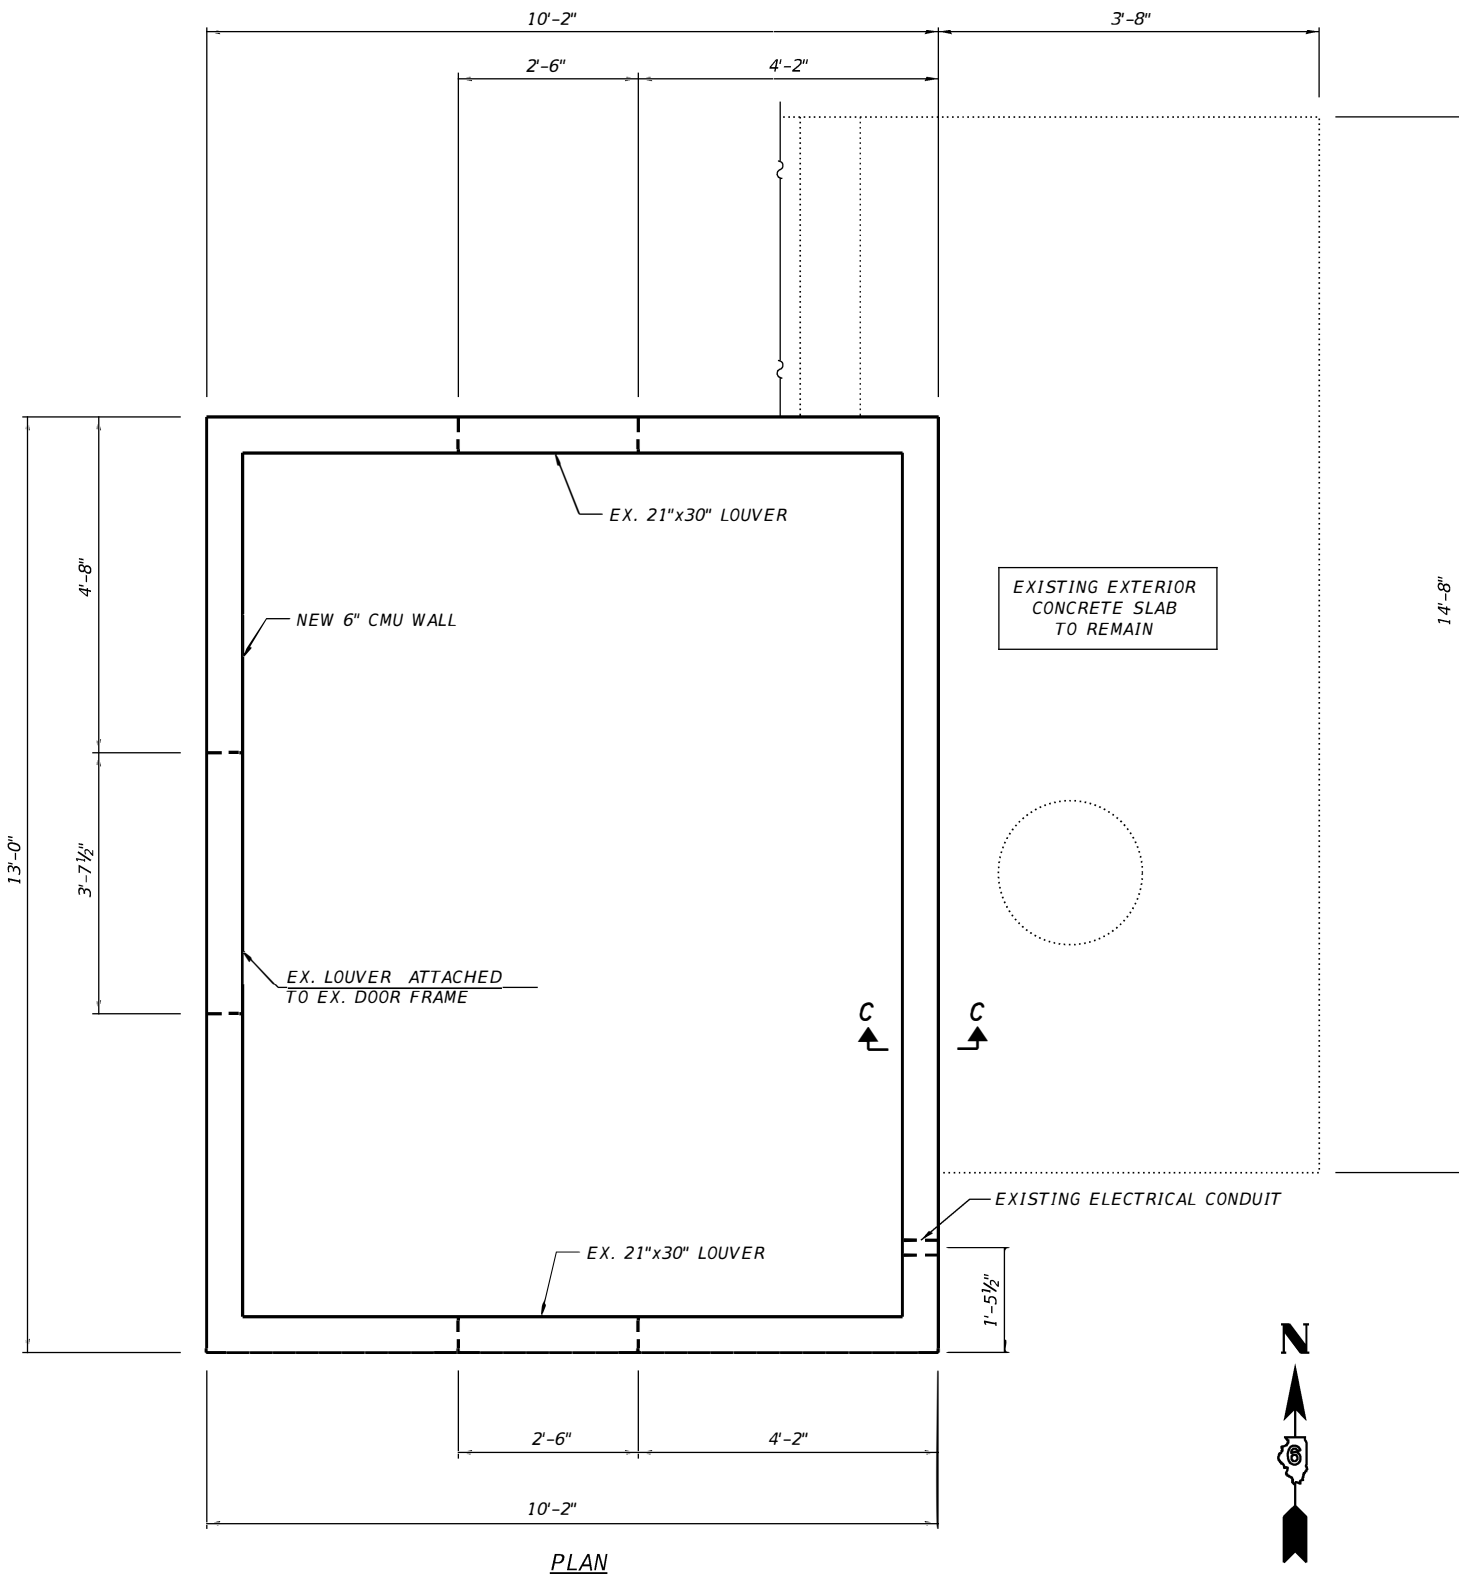 10'-2"
3'-8"
2'-6"
4'-2"
EX. 21"x30" LOUVER
4'-8"
EXISTING EXTERIOR
CONCRETE SLAB
TO REMAIN
14'-8"
NEW 6" CMU WALL
13'-0"
3'-7½"
EX. LOUVER ATTACHED
TO EX. DOOR FRAME
C
C
EXISTING ELECTRICAL CONDUIT
EX. 21"x30" LOUVER
1'-5½"
N
2'-6"
4'-2"
6
10'-2"
PLAN